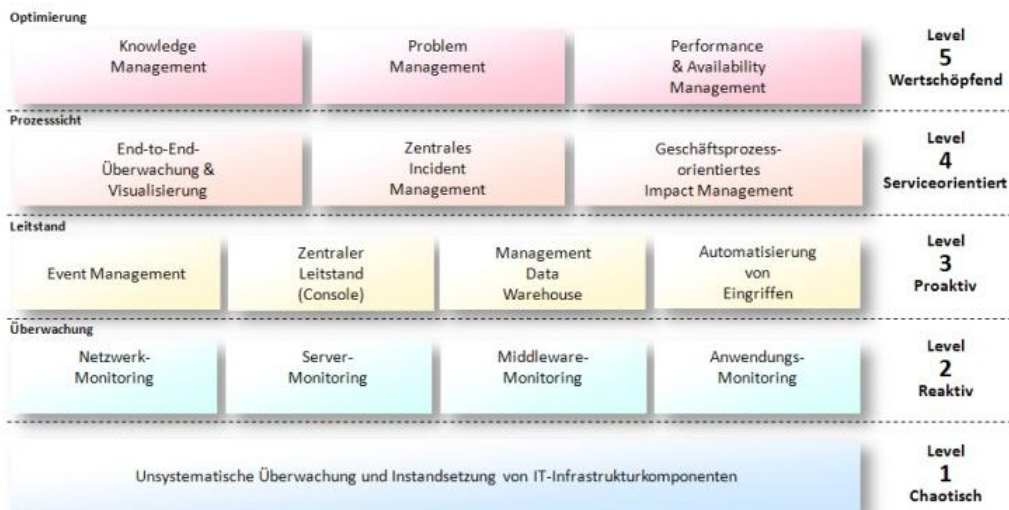 Optimierung
Knowledge
Management
Problem
Management
Performance
& Availability
Management
Level
5
Wertschöpfend
Prozesssicht
End-to-End-
Überwachung &
Visualisierung
Zentrales
Incident
Management
Geschäftsprozess-
orientiertes
Impact Management
Level
4
Serviceorientiert
Leitstand
Event Management
Zentraler
Leitstand
(Console)
Management
Data
Warehouse
Automatisierung
von
Eingriffen
Level
3
Proaktiv
Überwachung
Netzwerk-
Monitoring
Server-
Monitoring
Middleware-
Monitoring
Anwendungs-
Monitoring
Level
2
Reaktiv
Unsystematische Überwachung und Instandsetzung von IT-Infrastrukturkomponenten
Level
1
Chaotisch